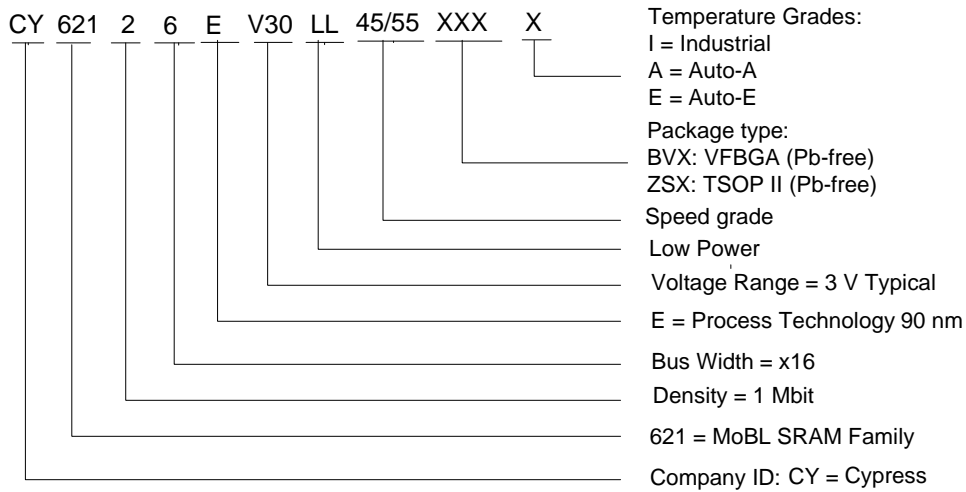 CY 621 2 6 E V30 LL 45/55 XXX X
Temperature Grades:
I = Industrial
A = Auto-A
E = Auto-E
Package type:
BVX: VFBGA (Pb-free)
ZSX: TSOP II (Pb-free)
Speed grade
Low Power
Voltage Range = 3 V Typical
E = Process Technology 90 nm
Bus Width = x16
Density = 1 Mbit
621 = MoBL SRAM Family
Company ID: CY = Cypress